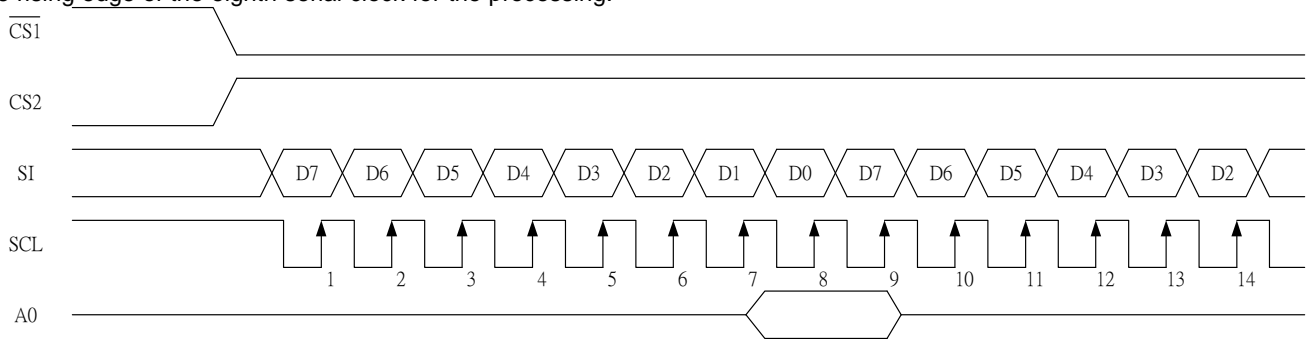 rising edge of the eighth serial clock for the processing.
CS1
CS2
SI D7 D6 D5 D4 D3 D2 D1 D0 D7 D6 D5 D4 D3 D2
SCL
1 2 3 4 5 6 7 8 9 10 11 12 13 14
A0